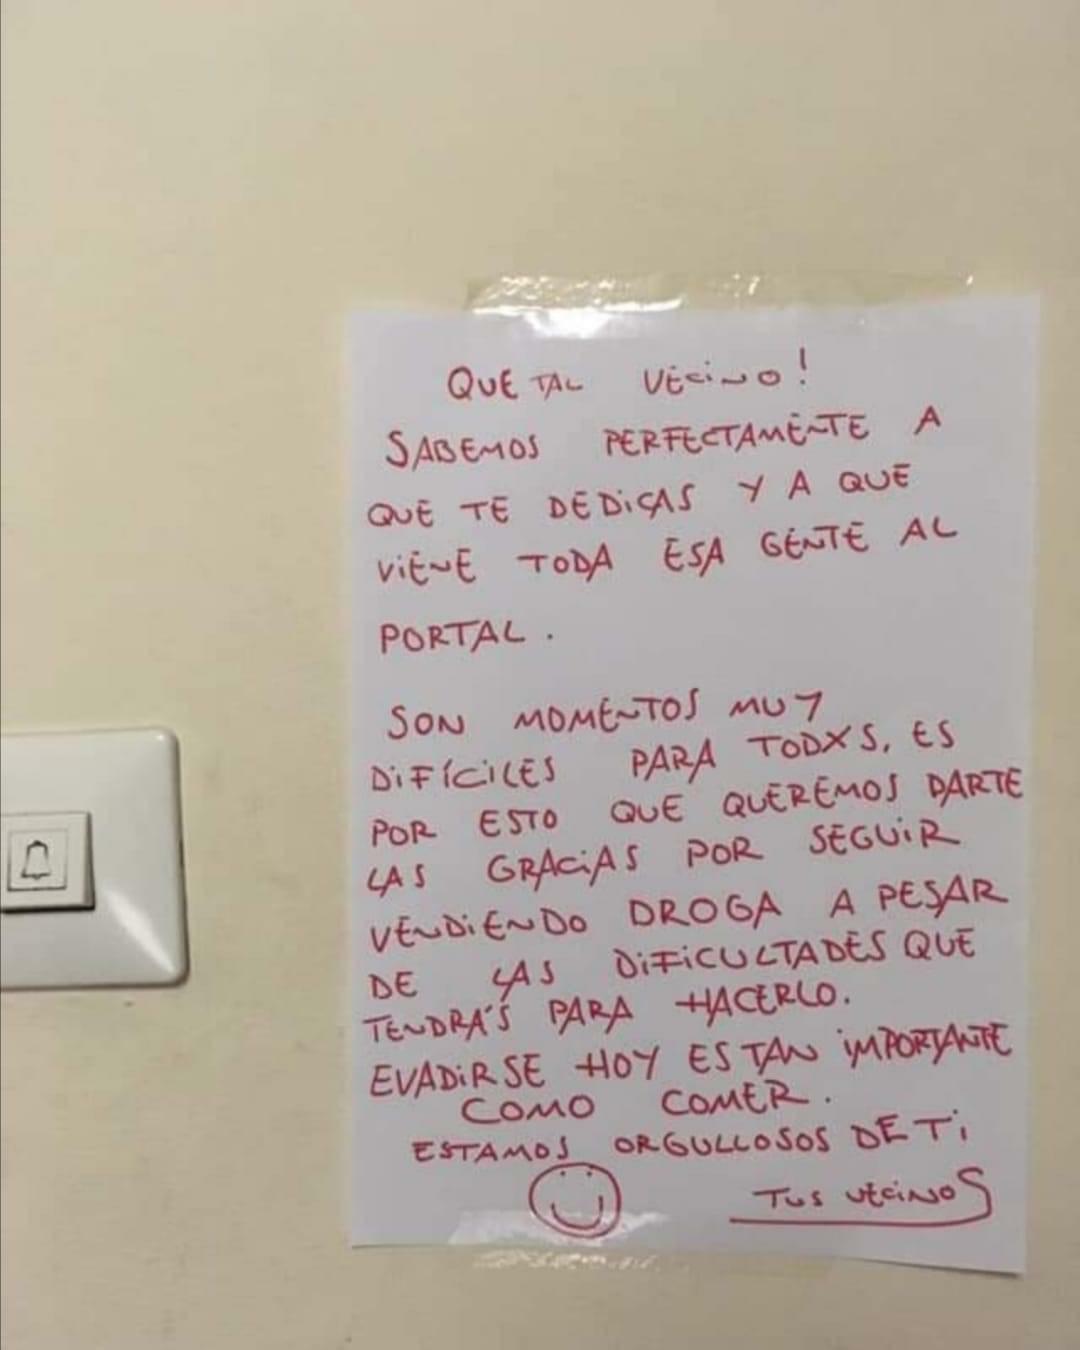 QUE TAL VECINO!
SABEMOS PERFECTAMENTE A
QUE TE DEDICAS Y A QUE
VIENE TODA ESA GENTE AL
PORTAL.
SON MOMENTOS MUY
DIFÍCILES PARA TODXS, ES
POR ESTO QUE QUEREMOS DARTE
LAS GRACIAS POR SEGUIR
VENDIENDO DROGA A PESAR
DE LAS DIFICULTADES QUE
TENDRÁS PARA HACERLO.
EVADIRSE HOY ES TAN IMPORTANTE
COMO COMER.
ESTAMOS ORGULLOSOS DE TI
TUS VECINOS